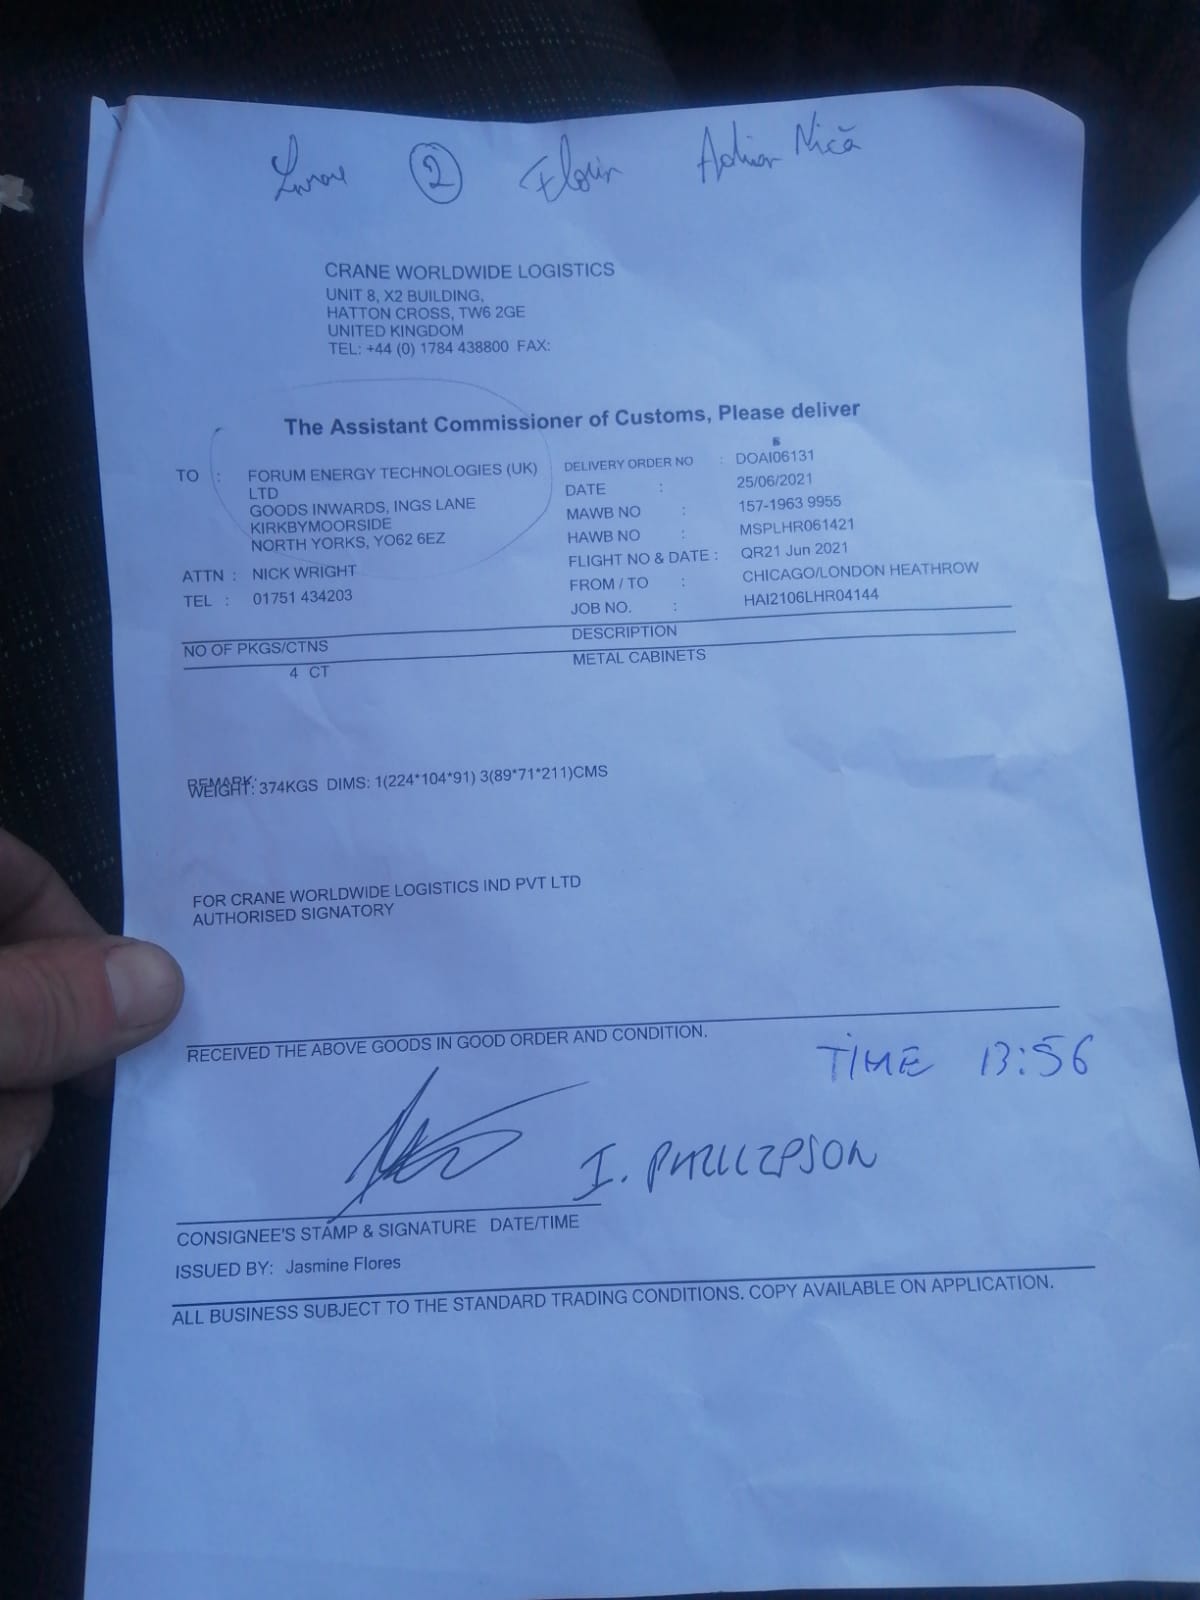 ② Florin Adrian Nică
CRANE WORLDWIDE LOGISTICS
UNIT 8, X2 BUILDING,
HATTON CROSS, TW6 2GE
UNITED KINGDOM
TEL: +44 (0) 1784 438800 FAX:
The Assistant Commissioner of Customs, Please deliver
TO : FORUM ENERGY TECHNOLOGIES (UK)
LTD
GOODS INWARDS, INGS LANE
KIRKBYMOORSIDE
NORTH YORKS, YO62 6EZ
ATTN : NICK WRIGHT
TEL : 01751 434203
DELIVERY ORDER NO : DOAI06131
DATE : 25/06/2021
MAWB NO : 157-1963 9955
HAWB NO : MSPLHR061421
FLIGHT NO & DATE : QR21 Jun 2021
FROM / TO : CHICAGO/LONDON HEATHROW
JOB NO. : HAI2106LHR04144
NO OF PKGS/CTNS DESCRIPTION
4 CT METAL CABINETS
REMARK:
WEIGHT: 374KGS DIMS: 1(224*104*91) 3(89*71*211)CMS
FOR CRANE WORLDWIDE LOGISTICS IND PVT LTD
AUTHORISED SIGNATORY
RECEIVED THE ABOVE GOODS IN GOOD ORDER AND CONDITION.
TIME 13:56
I. PHILLIPSON
CONSIGNEE'S STAMP & SIGNATURE DATE/TIME
ISSUED BY: Jasmine Flores
ALL BUSINESS SUBJECT TO THE STANDARD TRADING CONDITIONS. COPY AVAILABLE ON APPLICATION.